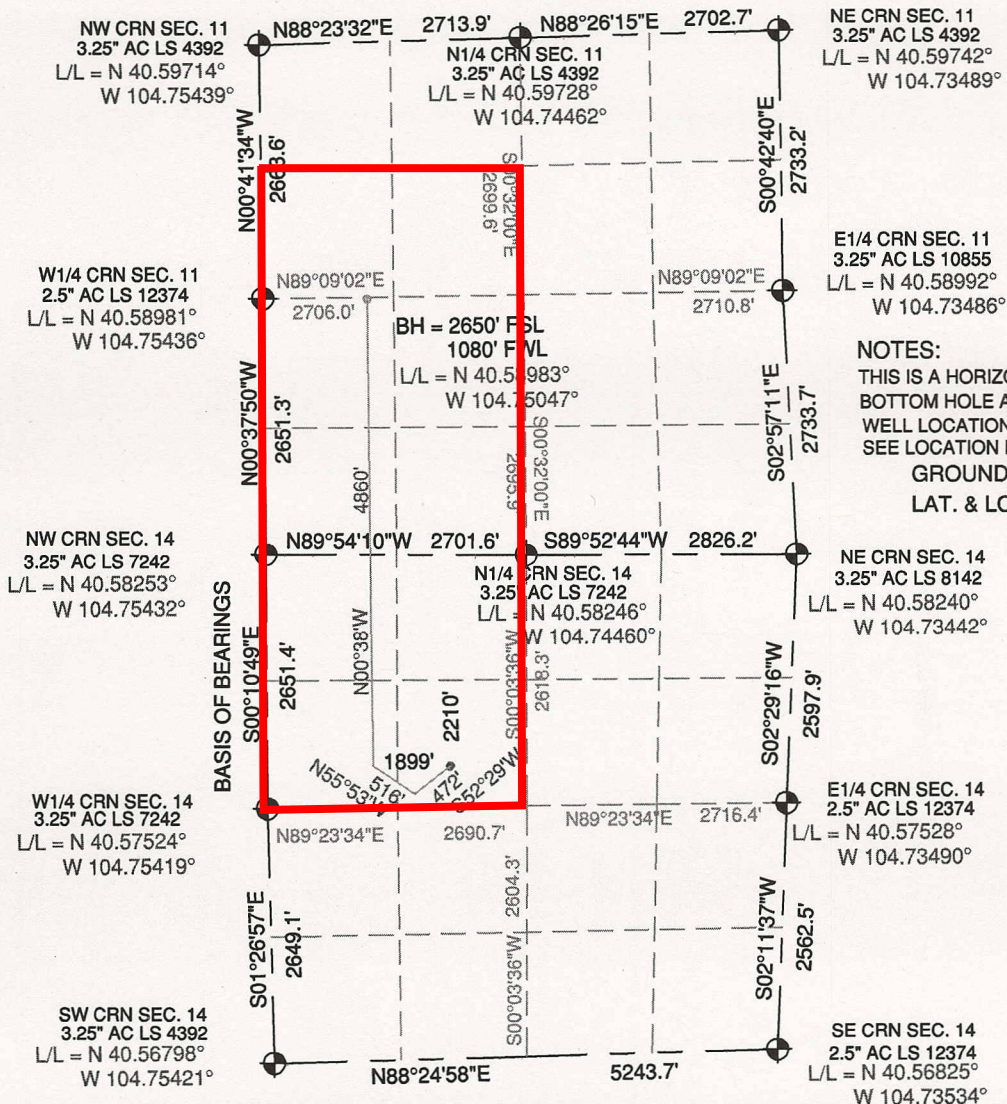 NW CRN SEC. 11
3.25" AC LS 4392
L/L = N 40.59714°
W 104.75439°
N88°23'32"E 2713.9'
N88°26'15"E 2702.7'
N1/4 CRN SEC. 11
3.25" AC LS 4392
L/L = N 40.59728°
W 104.74462°
NE CRN SEC. 11
3.25" AC LS 4392
L/L = N 40.59742°
W 104.73489°
N00°41'34"W
S00°32'00"E
2699.6'
S00°42'40"E
2733.2'
W1/4 CRN SEC. 11
2.5" AC LS 12374
L/L = N 40.58981°
W 104.75436°
N89°09'02"E
2706.0'
N89°09'02"E
2710.8'
E1/4 CRN SEC. 11
3.25" AC LS 10855
L/L = N 40.58992°
W 104.73486°
BH = 2650' FSL
1080' FWL
L/L = N
W 104.75047°
NOTES:
THIS IS A
BOTTOM HOLE
WELL LOCATION
SEE LOCATION
GROUND
LAT. &
N00°37'50"W
2651.3'
4860'
2695.9
S00°32'00"E
S02°57'11"E
2733.7'
NW CRN SEC. 14
3.25" AC LS 7242
L/L = N 40.58253°
W 104.75432°
N89°54'10"W 2701.6'
S89°52'44"W 2826.2'
N1/4 CRN SEC. 14
3.25" AC LS 7242
L/L = N 40.58246°
W 104.74460°
NE CRN SEC. 14
3.25" AC LS 8142
L/L = N 40.58240°
W 104.73442°
BASIS OF BEARINGS
S00°10'49"E
2651.4'
N00°38'W
S00°03'36"W
2618.3'
S02°29'16"W
2597.9'
2210'
1899'
516'
472'
W1/4 CRN SEC. 14
3.25" AC LS 7242
L/L = N 40.57524°
W 104.75419°
N89°23'34"E 2690.7'
N89°23'34"E 2716.4'
E1/4 CRN SEC. 14
2.5" AC LS 12374
L/L = N 40.57528°
W 104.73490°
S01°26'57"E
2649.1'
S00°03'36"W 2604.3'
S02°11'37"W
2562.5'
SW CRN SEC. 14
3.25" AC LS 4392
L/L = N 40.56798°
W 104.75421°
N88°24'58"E 5243.7'
SE CRN SEC. 14
2.5" AC LS 12374
L/L = N 40.56825°
W 104.73534°